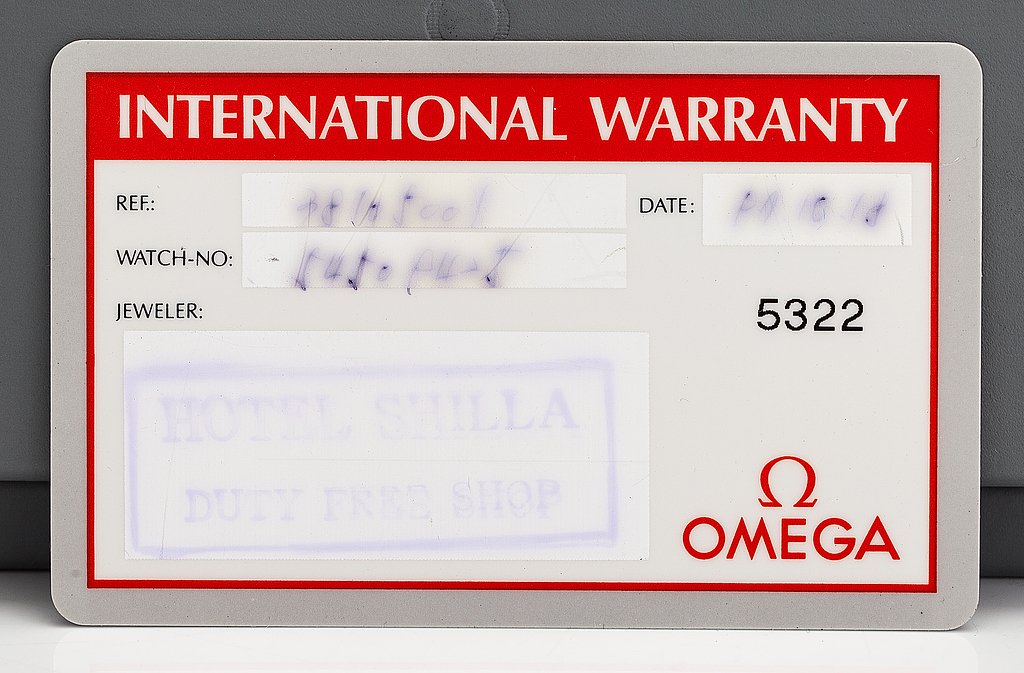 INTERNATIONAL WARRANTY
REF.:
DATE:
WATCH-NO:
JEWELER:
5322
HOTEL SHILLA
DUTY FREE SHOP
Ω
OMEGA